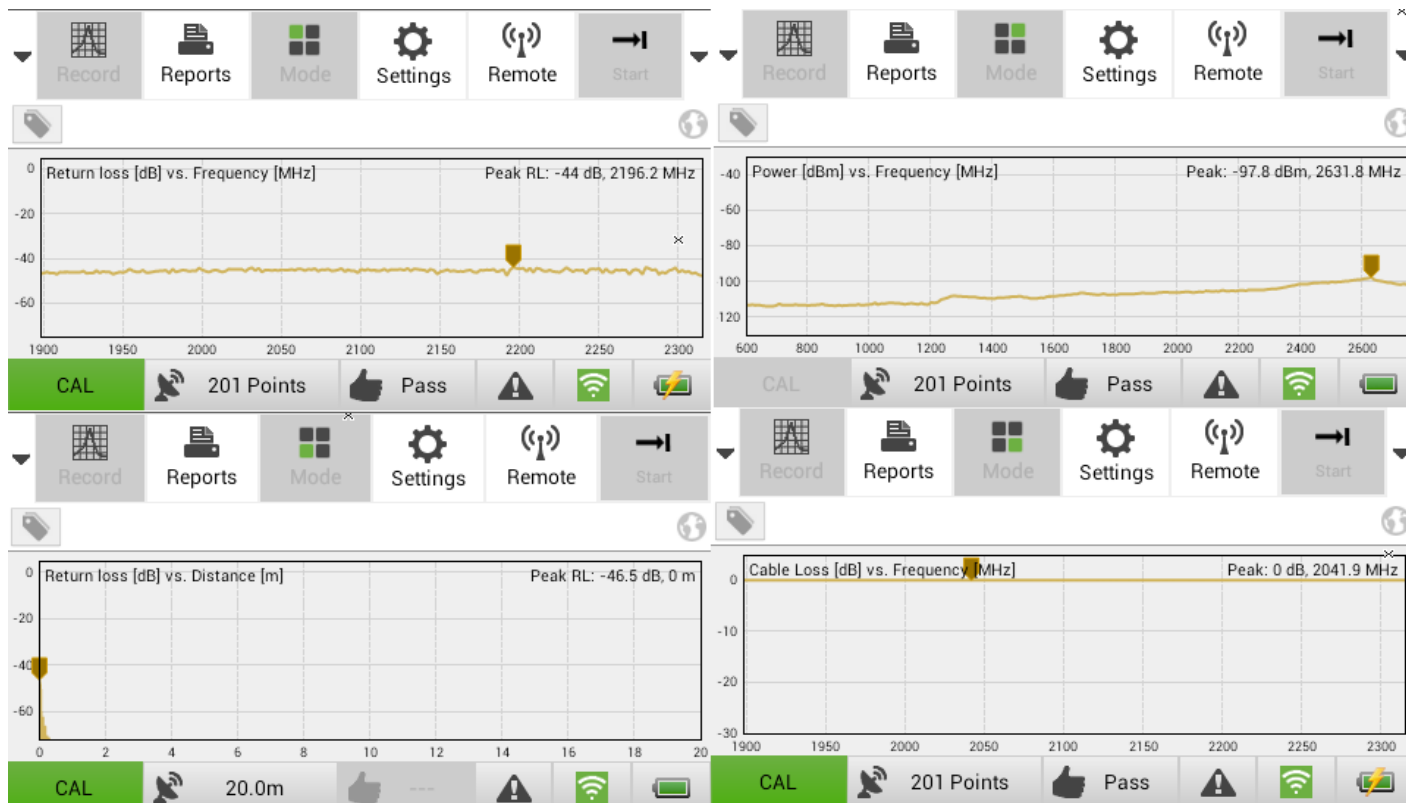 Record Reports Mode Settings Remote Start
0 Return loss [dB] vs. Frequency [MHz] Peak RL: -44 dB, 2196.2 MHz
-20
-40
-60
1900 1950 2000 2050 2100 2150 2200 2250 2300
CAL 201 Points Pass
Record Reports Mode Settings Remote Start
-40 Power [dBm] vs. Frequency [MHz] Peak: -97.8 dBm, 2631.8 MHz
-60
-80
100
120
600 800 1000 1200 1400 1600 1800 2000 2200 2400 2600
CAL 201 Points Pass
Record Reports Mode Settings Remote Start
0 Return loss [dB] vs. Distance [m] Peak RL: -46.5 dB, 0 m
-20
-40
-60
0 2 4 6 8 10 12 14 16 18 20
CAL 20.0m ---
Record Reports Mode Settings Remote Start
Cable Loss [dB] vs. Frequency [MHz] Peak: 0 dB, 2041.9 MHz
0
-10
-20
-30
1900 1950 2000 2050 2100 2150 2200 2250 2300
CAL 201 Points Pass